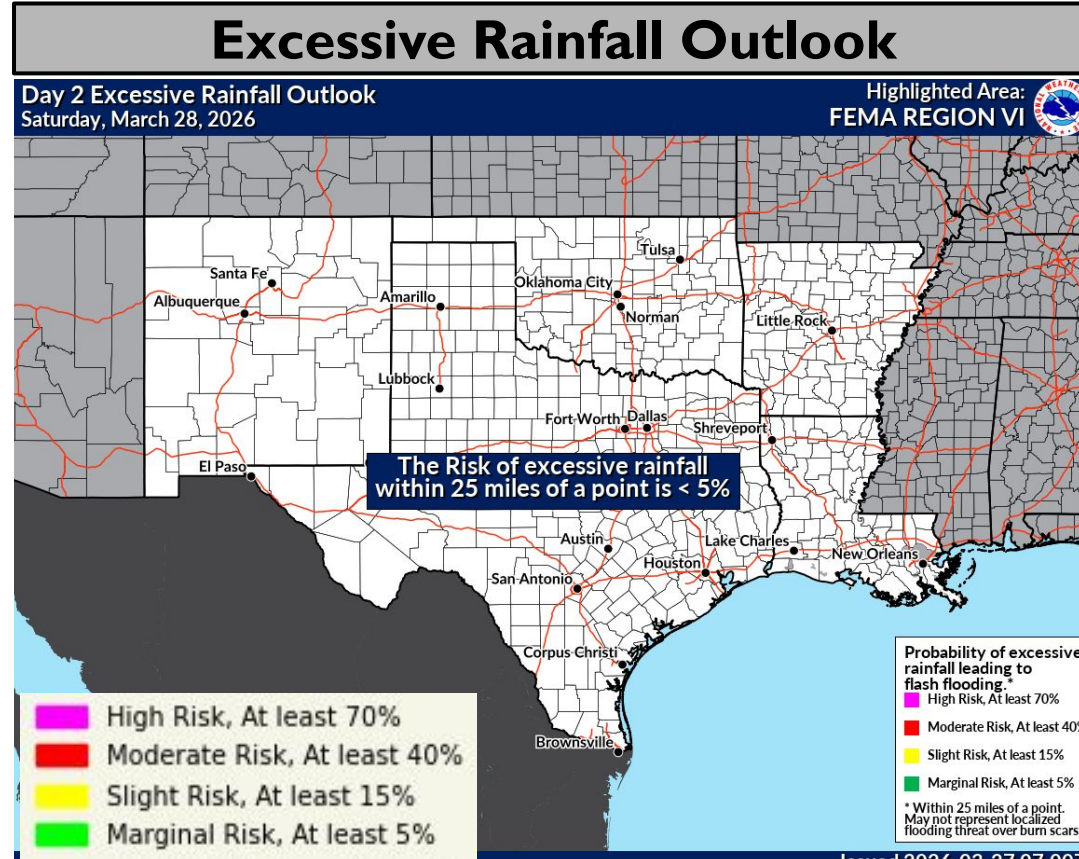 Excessive Rainfall Outlook
Day 2 Excessive Rainfall Outlook
Saturday, March 28, 2026
Highlighted Area:
FEMA REGION VI
Tulsa
Santa Fe
Oklahoma City
Albuquerque
Amarillo
Norman
Little Rock
Lubbock
Fort Worth
Dallas
Shreveport
El Paso
The Risk of excessive rainfall
within 25 miles of a point is < 5%
Austin
Lake Charles
New Orleans
Houston
San Antonio
Corpus Christi
Brownsville
Probability of excessive
rainfall leading to
flash flooding.*
High Risk, At least 70%
Moderate Risk, At least 40%
Slight Risk, At least 15%
Marginal Risk, At least 5%
* Within 25 miles of a point.
May not represent localized
flooding threat over burn scars
High Risk, At least 70%
Moderate Risk, At least 40%
Slight Risk, At least 15%
Marginal Risk, At least 5%